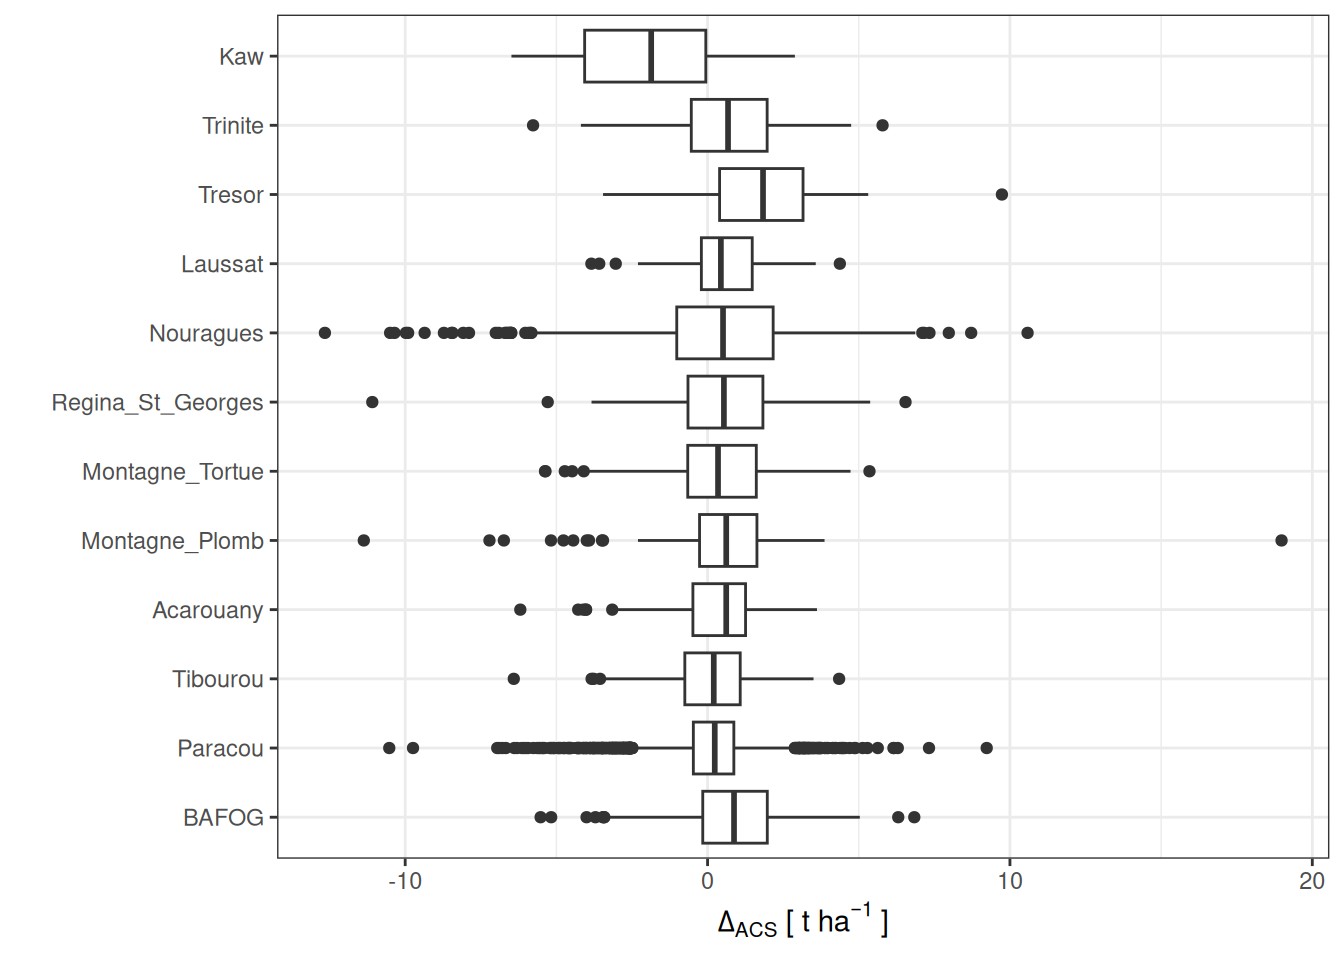 Kaw
Trinite
Tresor
Laussat
Nouragues
Regina_St_Georges
Montagne_Tortue
Montagne_Plomb
Acarouany
Tibourou
Paracou
BAFOG
-10 0 10 20
Δ_ACS [ t ha⁻¹ ]